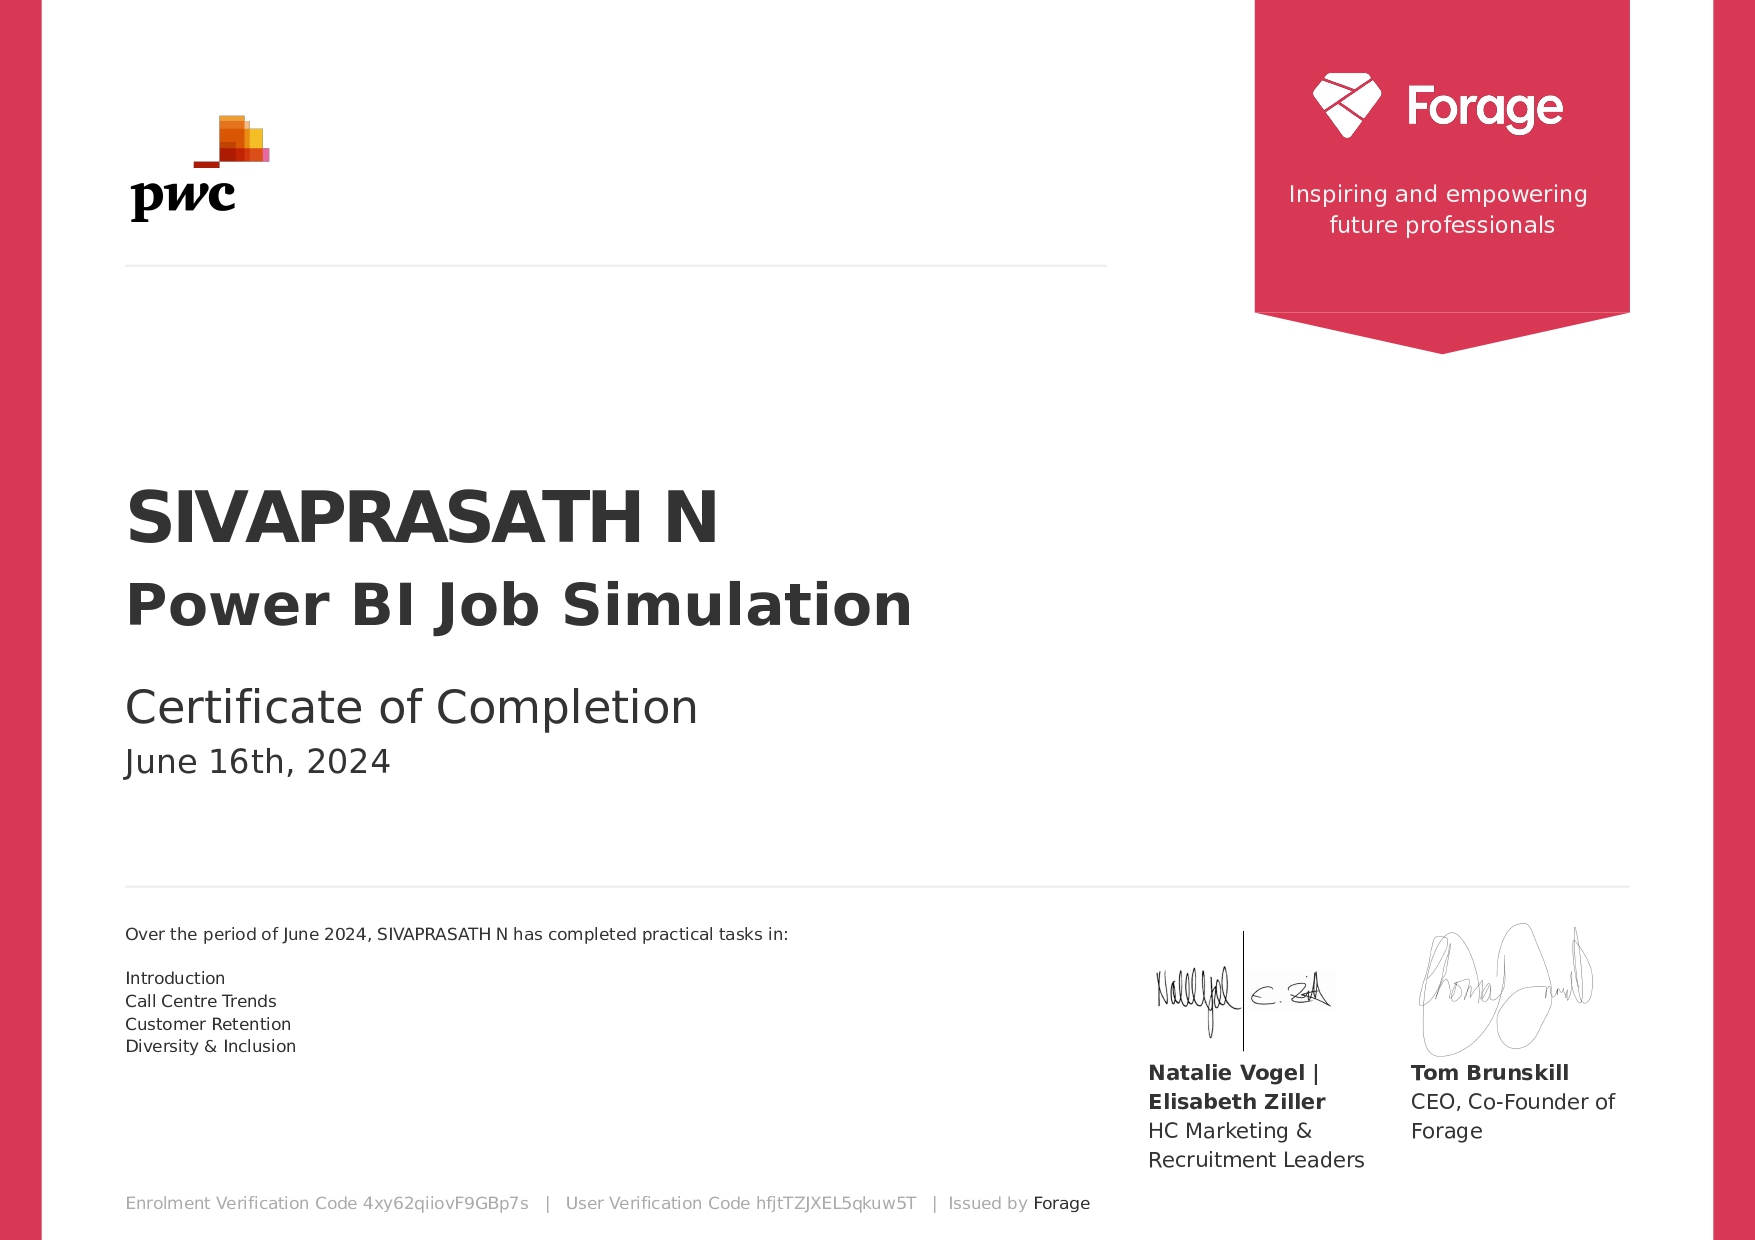 pwc
Forage
Inspiring and empowering
future professionals
SIVAPRASATH N
Power BI Job Simulation
Certificate of Completion
June 16th, 2024
Over the period of June 2024, SIVAPRASATH N has completed practical tasks in:
Introduction
Call Centre Trends
Customer Retention
Diversity & Inclusion
Natalie Vogel |
Elisabeth Ziller
HC Marketing &
Recruitment Leaders
Tom Brunskill
CEO, Co-Founder of
Forage
Enrolment Verification Code 4xy62qiiovF9GBp7s | User Verification Code hfjtTZJXEL5qkuw5T | Issued by Forage